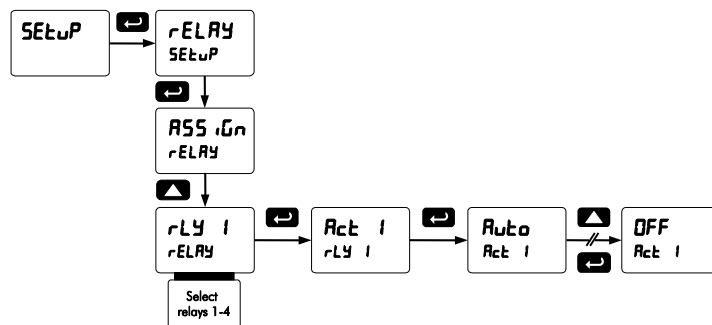 SEtuP
rELAY
SEtuP
ASSiGn
rELAY
rLY 1
rELAY
Act 1
rLY 1
Auto
Act 1
OFF
Act 1
Select
relays 1-4